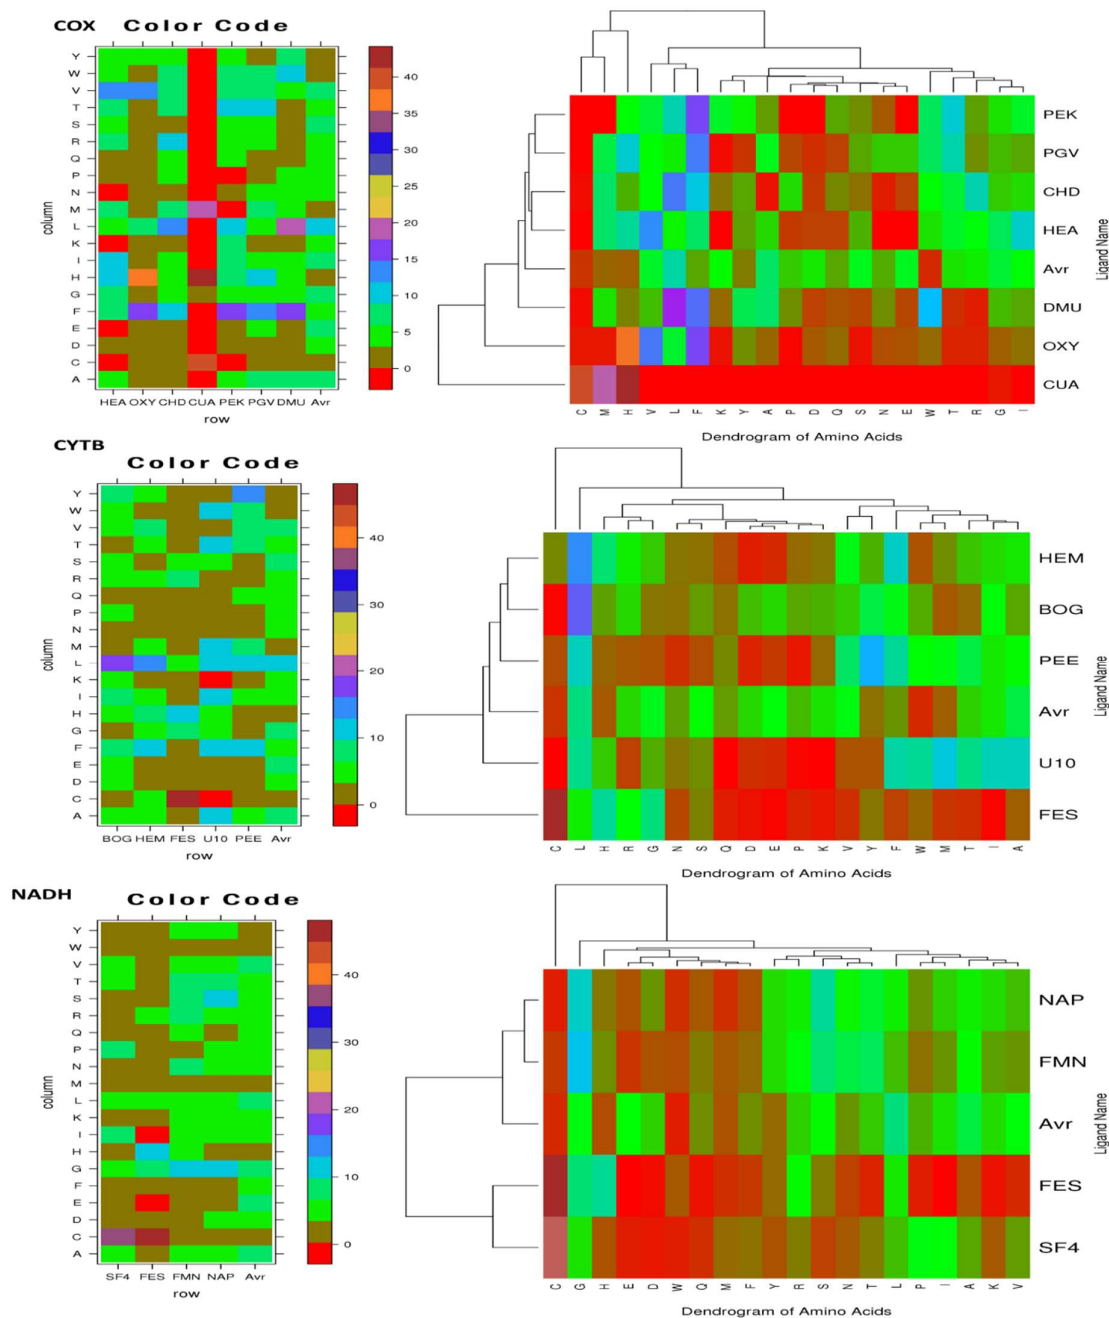 COX Color Code
Y
W
V
T
S
R
Q
P
N
M
L
K
I
H
G
F
E
D
C
A
column
HEA OXY CHD CUA PEK PGV DMU Avr
row
40
35
30
25
20
15
10
5
0
PEK
PGV
CHD
HEA
Avr
DMU
OXY
CUA
Ligand Name
C M H V L F K Y A P D Q S N E W T R G I
Dendrogram of Amino Acids
CYTB
Color Code
Y
W
V
T
S
R
Q
P
N
M
L
K
I
H
G
F
E
D
C
A
column
BOG HEM FES U10 PEE Avr
row
40
30
20
10
0
HEM
BOG
PEE
Avr
U10
FES
Ligand Name
C L H R G N S Q D E P K V Y F W M T I A
Dendrogram of Amino Acids
NADH
Color Code
Y
W
V
T
S
R
Q
P
N
M
L
K
I
H
G
F
E
D
C
A
column
SF4 FES FMN NAP Avr
row
40
30
20
10
0
NAP
FMN
Avr
FES
SF4
Ligand Name
C G H E D W Q M F Y R S N T L P I A K V
Dendrogram of Amino Acids